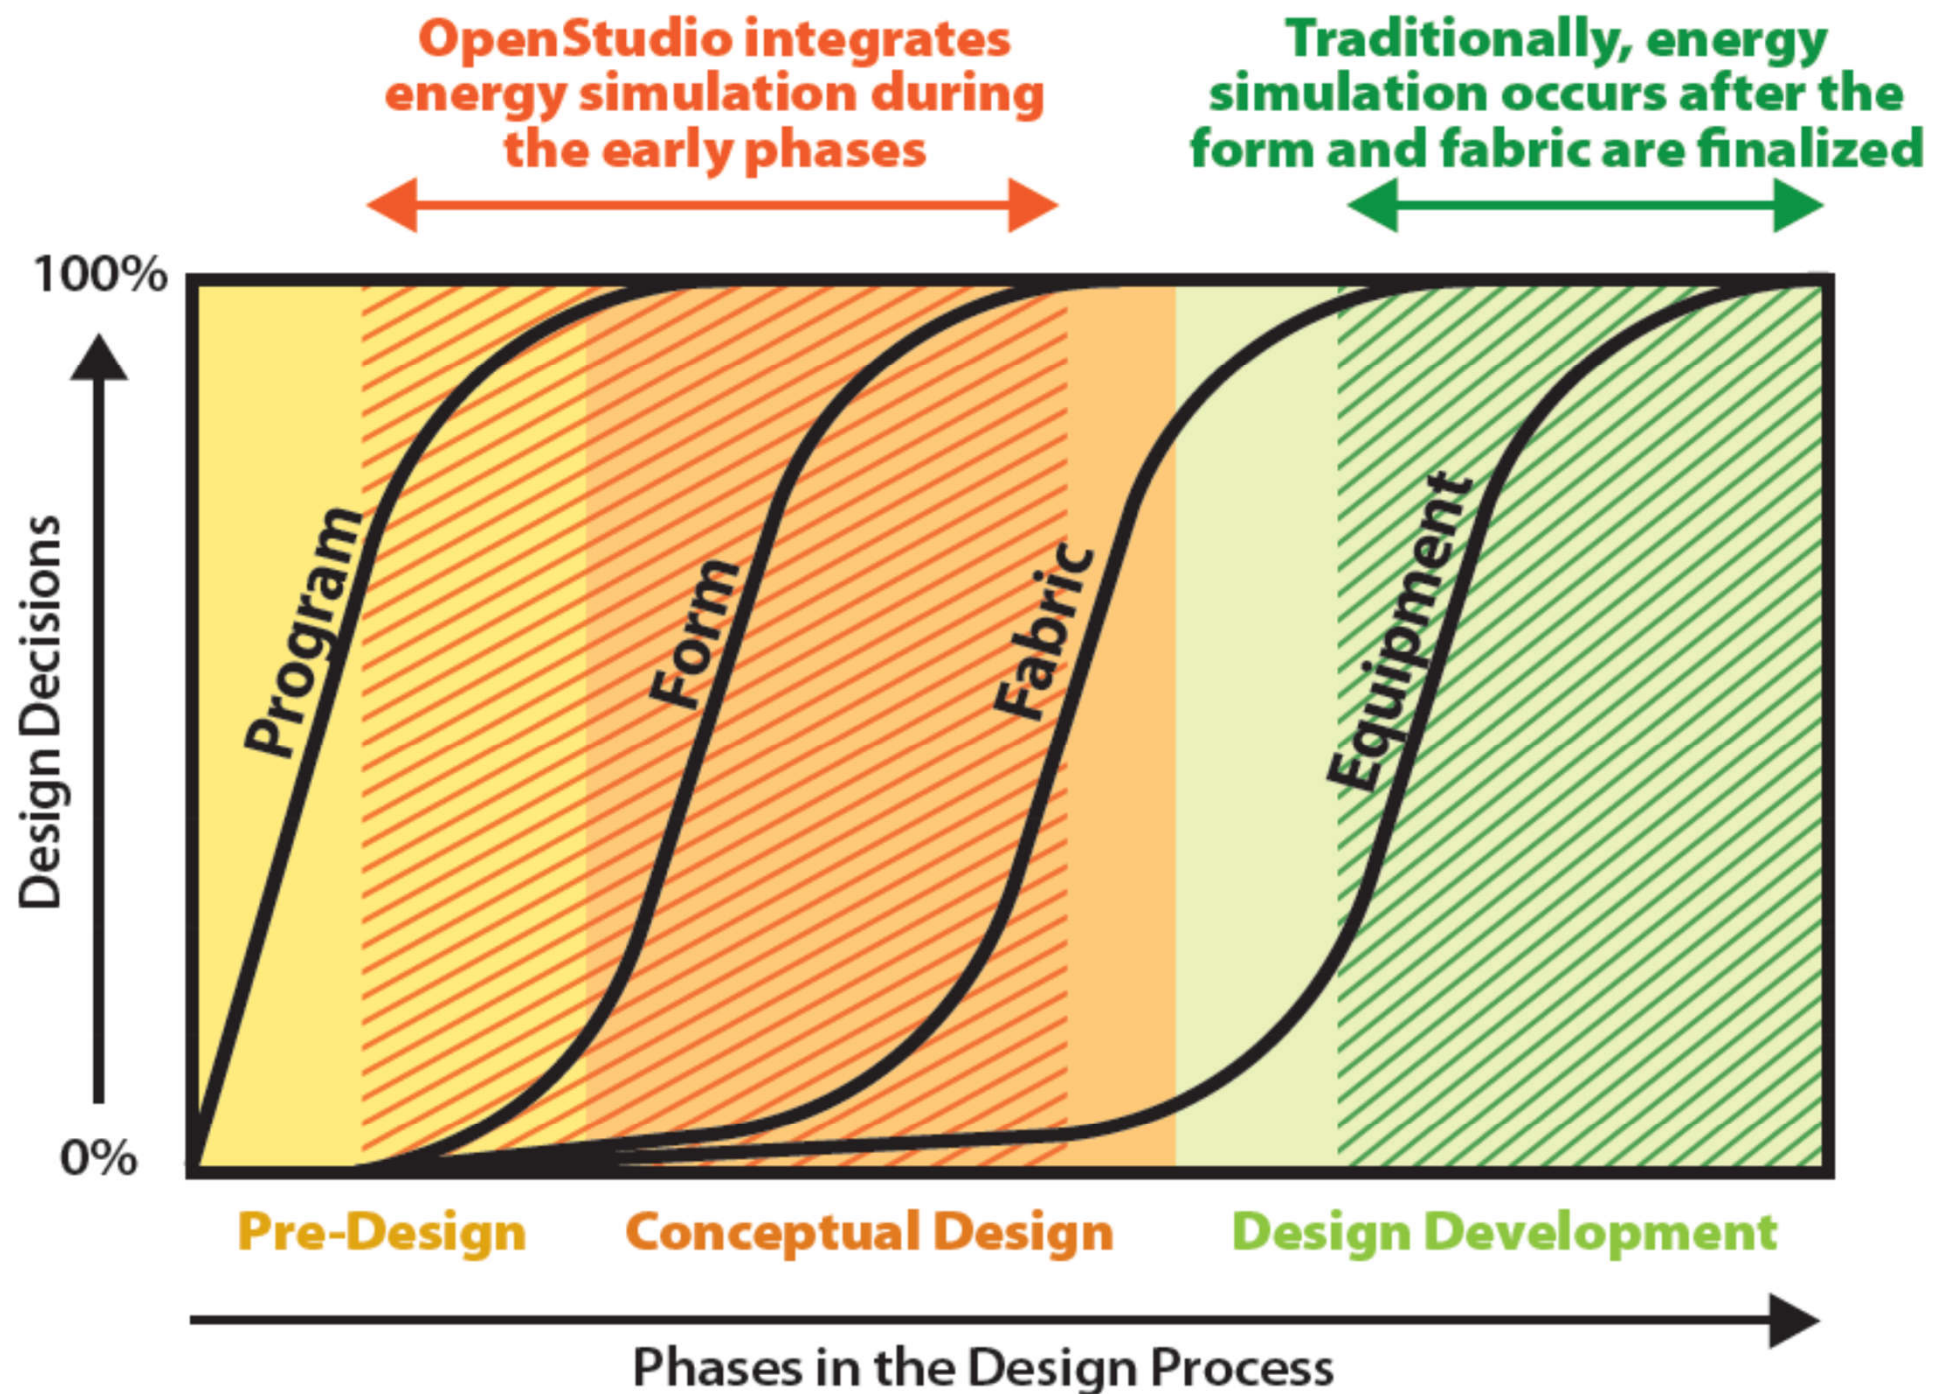 OpenStudio integrates
energy simulation during
the early phases
Traditionally, energy
simulation occurs after the
form and fabric are finalized
100%
Design Decisions
0%
Program
Form
Fabric
Equipment
Pre-Design
Conceptual Design
Design Development
Phases in the Design Process